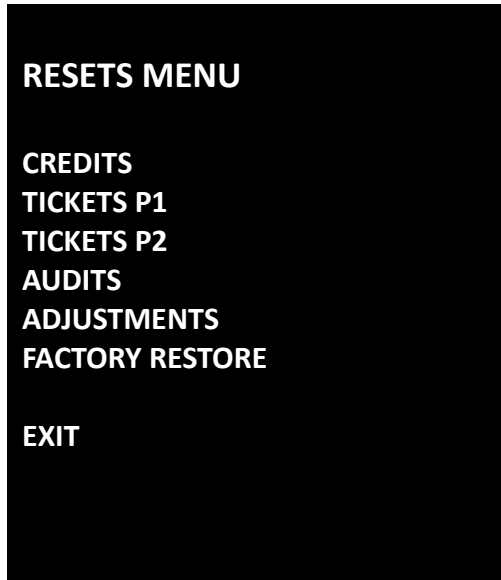 RESETS MENU
CREDITS
TICKETS P1
TICKETS P2
AUDITS
ADJUSTMENTS
FACTORY RESTORE
EXIT